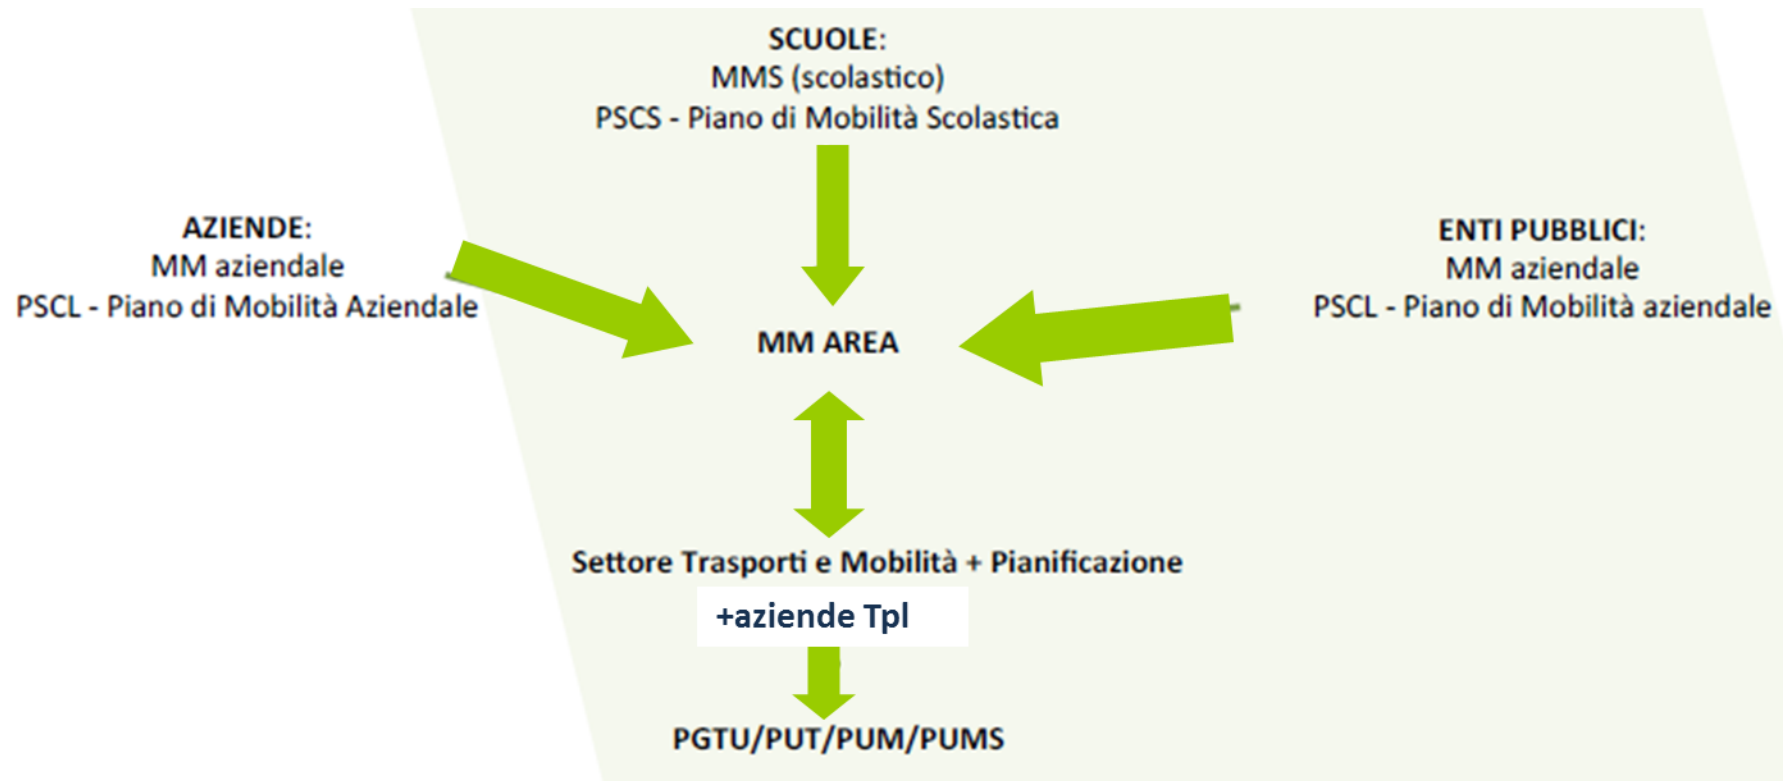 SCUOLE:
MMS (scolastico)
PSCS - Piano di Mobilità Scolastica
AZIENDE:
MM aziendale
PSCL - Piano di Mobilità Aziendale
ENTI PUBBLICI:
MM aziendale
PSCL - Piano di Mobilità aziendale
MM AREA
Settore Trasporti e Mobilità + Pianificazione
+aziende Tpl
PGTU/PUT/PUM/PUMS